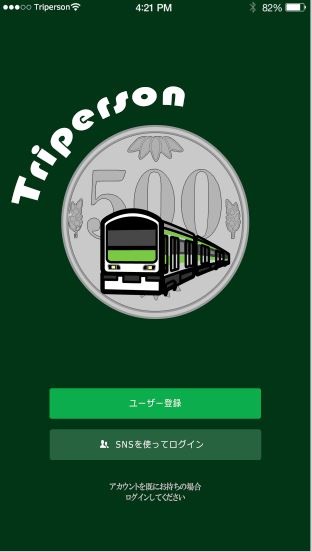 Triperson
4:21 PM
82%
Triperson
500
ユーザー登録
SNSを使ってログイン
アカウントを既にお持ちの場合
ログインしてください